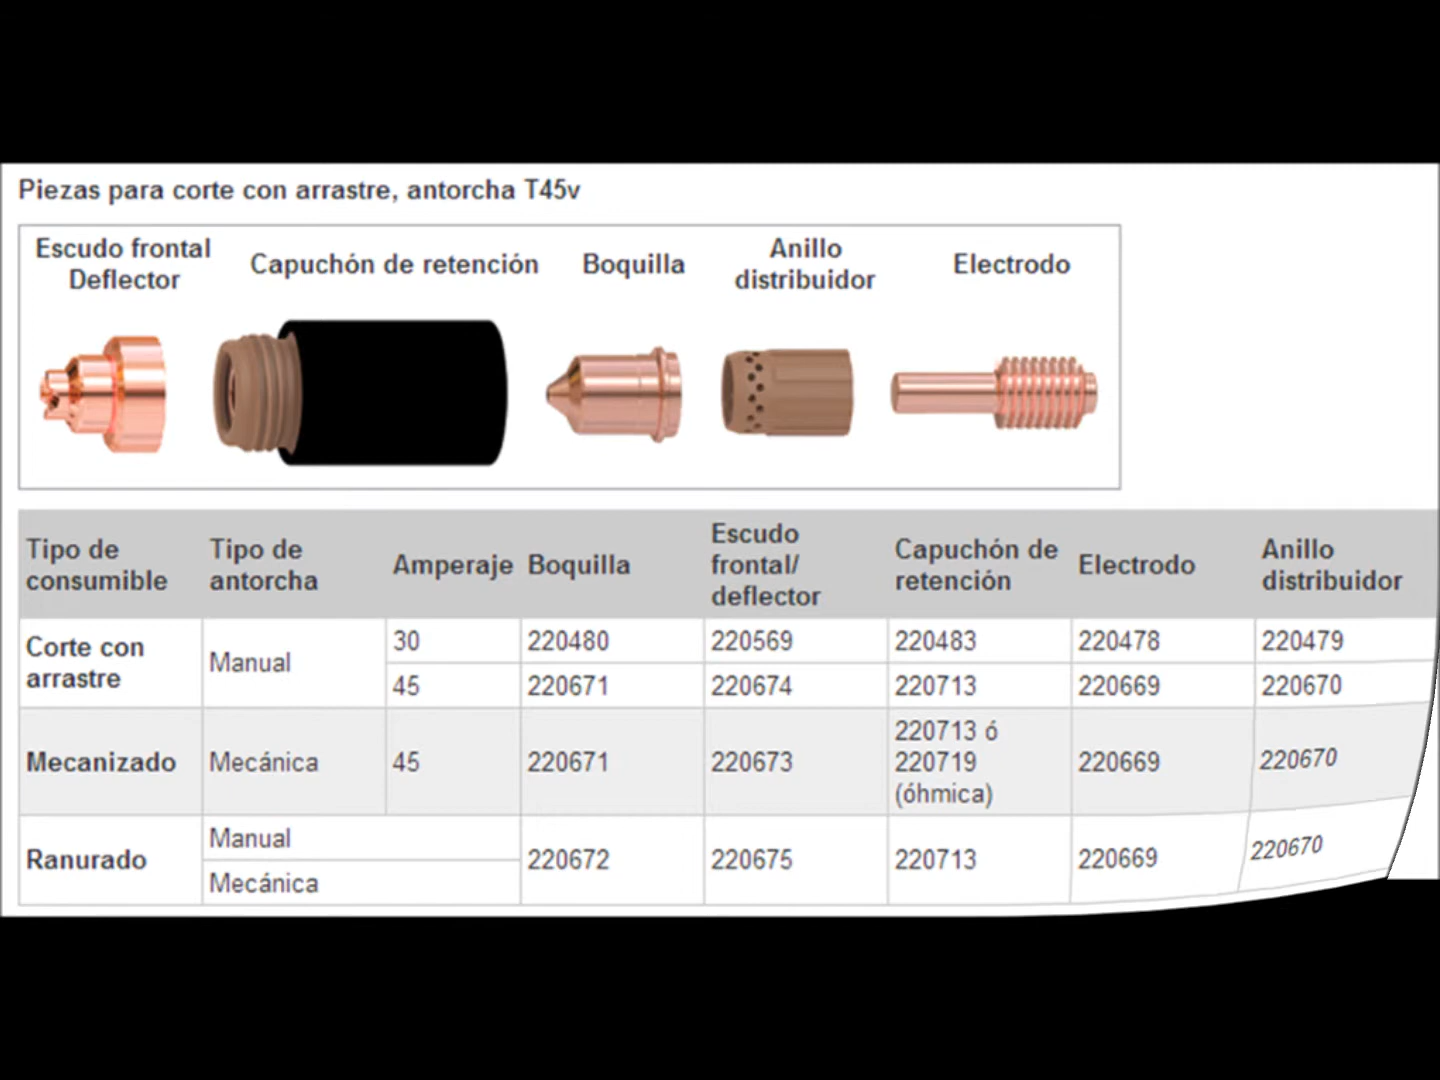 Piezas para corte con arrastre, antorcha T45v
Escudo frontal
Deflector
Capuchón de retención
Boquilla
Anillo
distribuidor
Electrodo
Tipo de
consumible
Tipo de
antorcha
Amperaje
Boquilla
Escudo
frontal/
deflector
Capuchón de
retención
Electrodo
Anillo
distribuidor
Corte con
arrastre
Manual
30
220480
220569
220483
220478
220479
45
220671
220674
220713
220669
220670
Mecanizado
Mecánica
45
220671
220673
220713 ó
220719
(óhmica)
220669
220670
Ranurado
Manual
Mecánica
220672
220675
220713
220669
220670